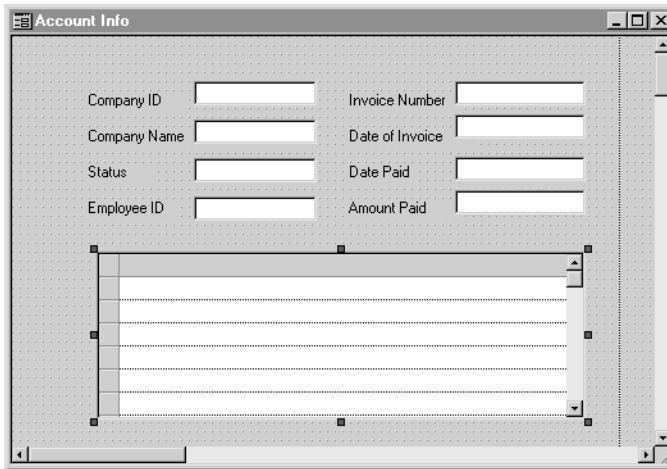 Account Info
Company ID
Invoice Number
Company Name
Date of Invoice
Status
Date Paid
Employee ID
Amount Paid